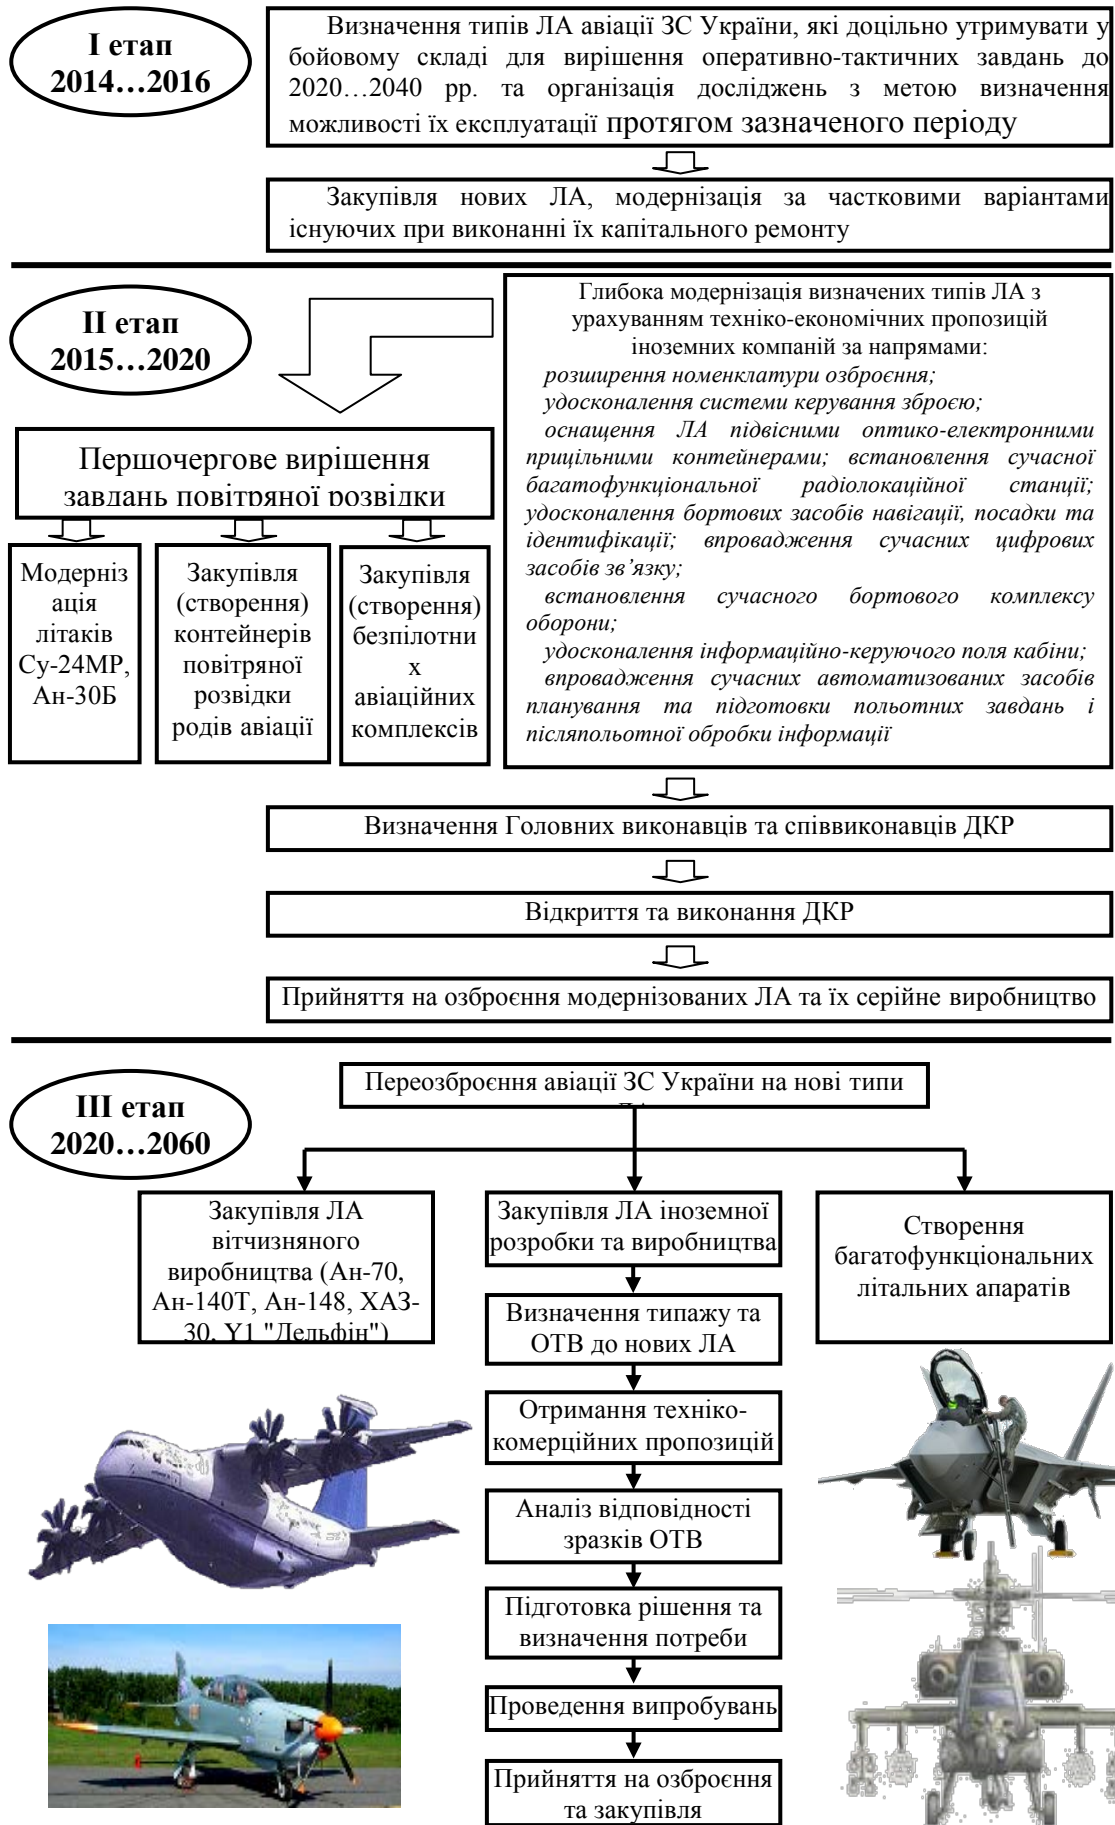 І етап
2014…2016
Визначення типів ЛА авіації ЗС України, які доцільно утримувати у
бойовому складі для вирішення оперативно-тактичних завдань до
2020…2040 рр. та організація досліджень з метою визначення
можливості їх експлуатації протягом зазначеного періоду
Закупівля нових ЛА, модернізація за частковими варіантами
існуючих при виконанні їх капітального ремонту
ІІ етап
2015…2020
Глибока модернізація визначених типів ЛА з
урахуванням техніко-економічних пропозицій
іноземних компаній за напрямами:
розширення номенклатури озброєння;
удосконалення системи керування зброєю;
оснащення ЛА підвісними оптико-електронними
прицільними контейнерами; встановлення сучасної
багатофункціональної радіолокаційної станції;
удосконалення бортових засобів навігації, посадки та
ідентифікації; впровадження сучасних цифрових
засобів зв’язку;
встановлення сучасного бортового комплексу
оборони;
удосконалення інформаційно-керуючого поля кабіни;
впровадження сучасних автоматизованих засобів
планування та підготовки польотних завдань і
післяпольотної обробки інформації
Першочергове вирішення
завдань повітряної розвідки
Модерніз
ація
літаків
Су-24МР,
Ан-30Б
Закупівля
(створення)
контейнерів
повітряної
розвідки
родів авіації
Закупівля
(створення)
безпілотни
х
авіаційних
комплексів
Визначення Головних виконавців та співвиконавців ДКР
Відкриття та виконання ДКР
Прийняття на озброєння модернізованих ЛА та їх серійне виробництво
ІІІ етап
2020…2060
Переозброєння авіації ЗС України на нові типи
ЛА
Закупівля ЛА
вітчизняного
виробництва (Ан-70,
Ан-140Т, Ан-148, ХАЗ-
30, Y1 "Дельфін")
Закупівля ЛА іноземної
розробки та виробництва
Визначення типажу та
ОТВ до нових ЛА
Отримання техніко-
комерційних пропозицій
Аналіз відповідності
зразків ОТВ
Підготовка рішення та
визначення потреби
Проведення випробувань
Прийняття на озброєння
та закупівля
Створення
багатофункціональних
літальних апаратів